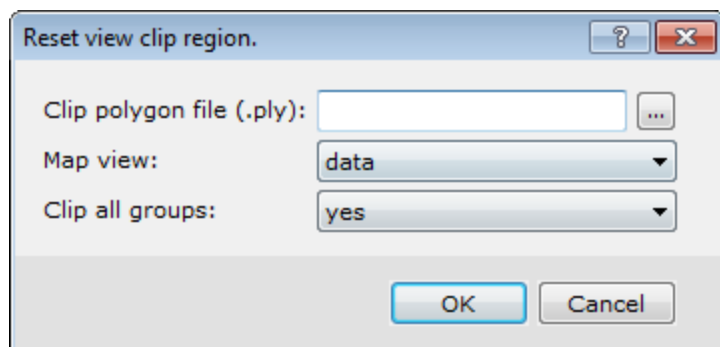 Reset view clip region.
?
Clip polygon file (.ply):
...
Map view: data
Clip all groups: yes
OK Cancel